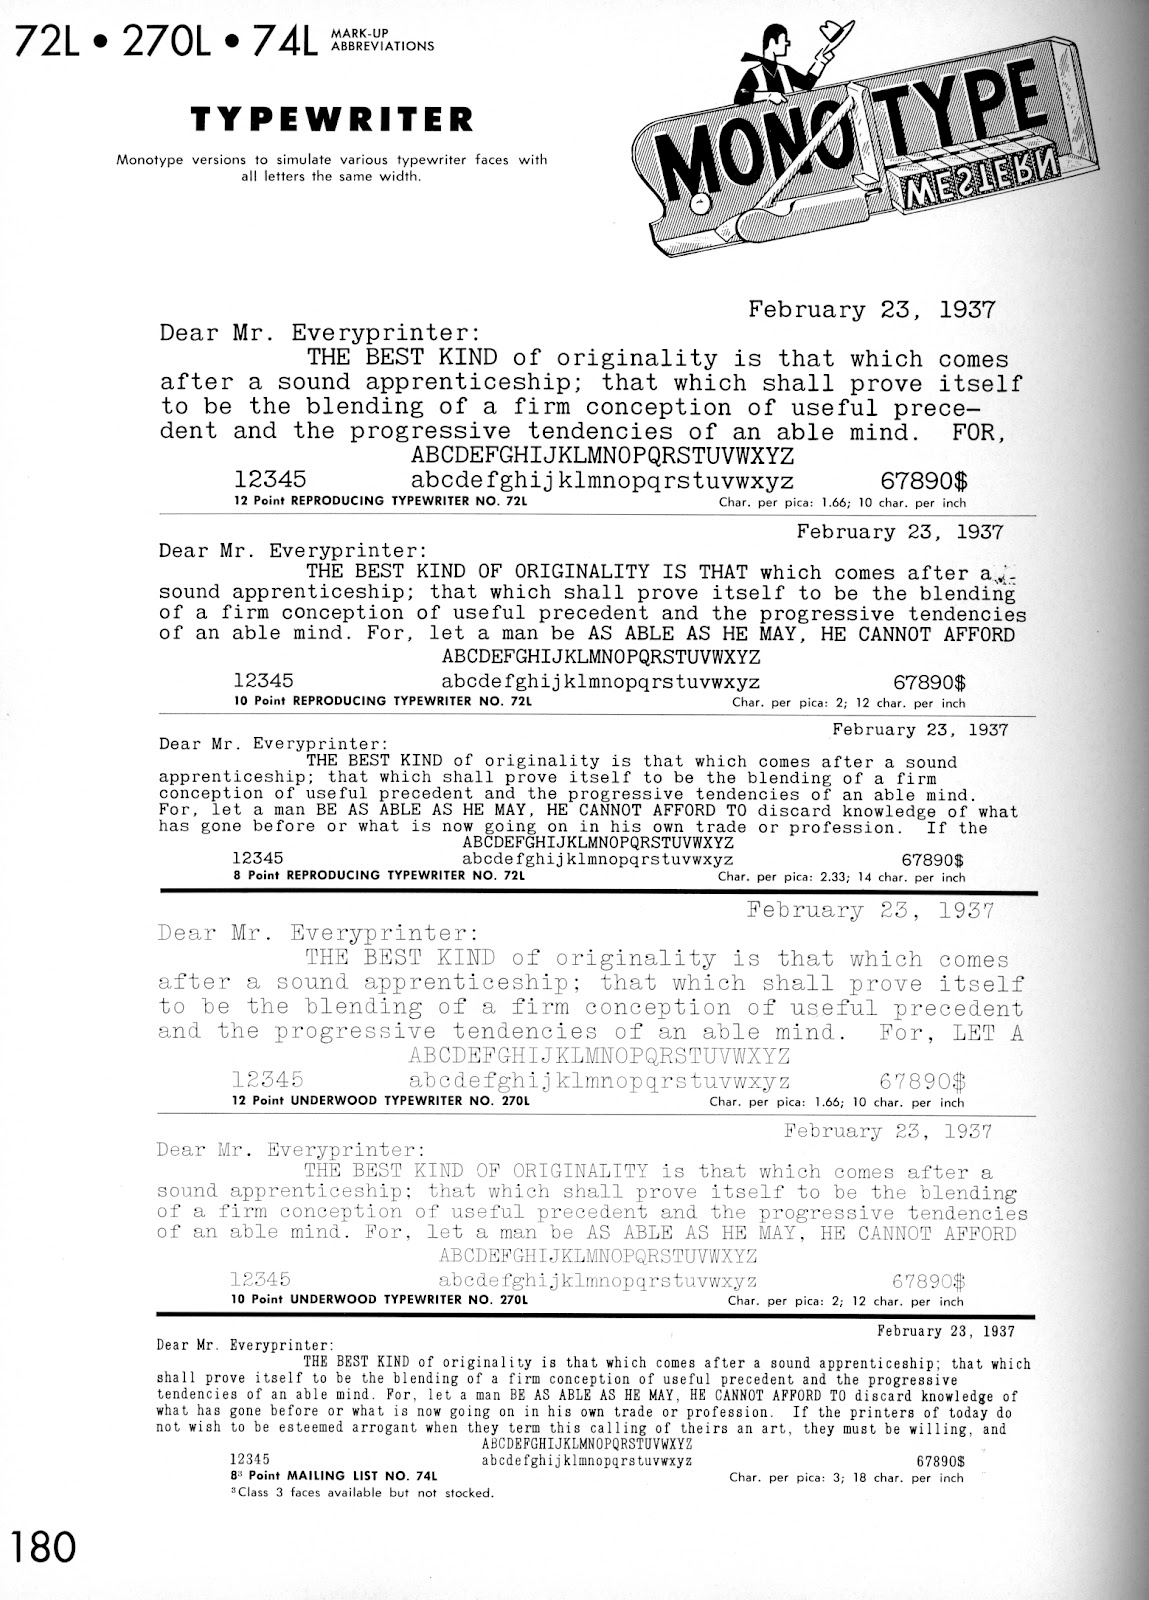 72L • 270L • 74L MARK-UP
ABBREVIATIONS
TYPEWRITER
Monotype versions to simulate various typewriter faces with
all letters the same width.
MONOTYPE
WESTERN
February 23, 1937
Dear Mr. Everyprinter:
THE BEST KIND of originality is that which comes
after a sound apprenticeship; that which shall prove itself
to be the blending of a firm conception of useful prece-
dent and the progressive tendencies of an able mind. FOR,
ABCDEFGHIJKLMNOPQRSTUVWXYZ
12345 abcdefghijklmnopqrstuvwxyz 67890$
12 Point REPRODUCING TYPEWRITER NO. 72L Char. per pica: 1.66; 10 char. per inch
February 23, 1937
Dear Mr. Everyprinter:
THE BEST KIND OF ORIGINALITY IS THAT which comes after a
sound apprenticeship; that which shall prove itself to be the blending
of a firm conception of useful precedent and the progressive tendencies
of an able mind. For, let a man be AS ABLE AS HE MAY, HE CANNOT AFFORD
ABCDEFGHIJKLMNOPQRSTUVWXYZ
12345 abcdefghijklmnopqrstuvwxyz 67890$
10 Point REPRODUCING TYPEWRITER NO. 72L Char. per pica: 2; 12 char. per inch
February 23, 1937
Dear Mr. Everyprinter:
THE BEST KIND of originality is that which comes after a sound
apprenticeship; that which shall prove itself to be the blending of a firm
conception of useful precedent and the progressive tendencies of an able mind.
For, let a man BE AS ABLE AS HE MAY, HE CANNOT AFFORD TO discard knowledge of what
has gone before or what is now going on in his own trade or profession. If the
ABCDEFGHIJKLMNOPQRSTUVWXYZ
12345 abcdefghijklmnopqrstuvwxyz 67890$
8 Point REPRODUCING TYPEWRITER NO. 72L Char. per pica: 2.33; 14 char. per inch
February 23, 1937
Dear Mr. Everyprinter:
THE BEST KIND of originality is that which comes
after a sound apprenticeship; that which shall prove itself
to be the blending of a firm conception of useful precedent
and the progressive tendencies of an able mind. For, LET A
ABCDEFGHIJKLMNOPQRSTUVWXYZ
12345 abcdefghijklmnopqrstuvwxyz 67890$
12 Point UNDERWOOD TYPEWRITER NO. 270L Char. per pica: 1.66; 10 char. per inch
February 23, 1937
Dear Mr. Everyprinter:
THE BEST KIND OF ORIGINALITY is that which comes after a
sound apprenticeship; that which shall prove itself to be the blending
of a firm conception of useful precedent and the progressive tendencies
of an able mind. For, let a man be AS ABLE AS HE MAY, HE CANNOT AFFORD
ABCDEFGHIJKLMNOPQRSTUVWXYZ
12345 abcdefghijklmnopqrstuvwxyz 67890$
10 Point UNDERWOOD TYPEWRITER NO. 270L Char. per pica: 2; 12 char. per inch
February 23, 1937
Dear Mr. Everyprinter:
THE BEST KIND of originality is that which comes after a sound apprenticeship; that which
shall prove itself to be the blending of a firm conception of useful precedent and the progressive
tendencies of an able mind. For, let a man BE AS ABLE AS HE MAY, HE CANNOT AFFORD TO discard knowledge of
what has gone before or what is now going on in his own trade or profession. If the printers of today do
not wish to be esteemed arrogant when they term this calling of theirs an art, they must be willing, and
ABCDEFGHIJKLMNOPQRSTUVWXYZ
12345 abcdefghijklmnopqrstuvwxyz 67890$
8³ Point MAILING LIST NO. 74L Char. per pica: 3; 18 char. per inch
³Class 3 faces available but not stocked.
180